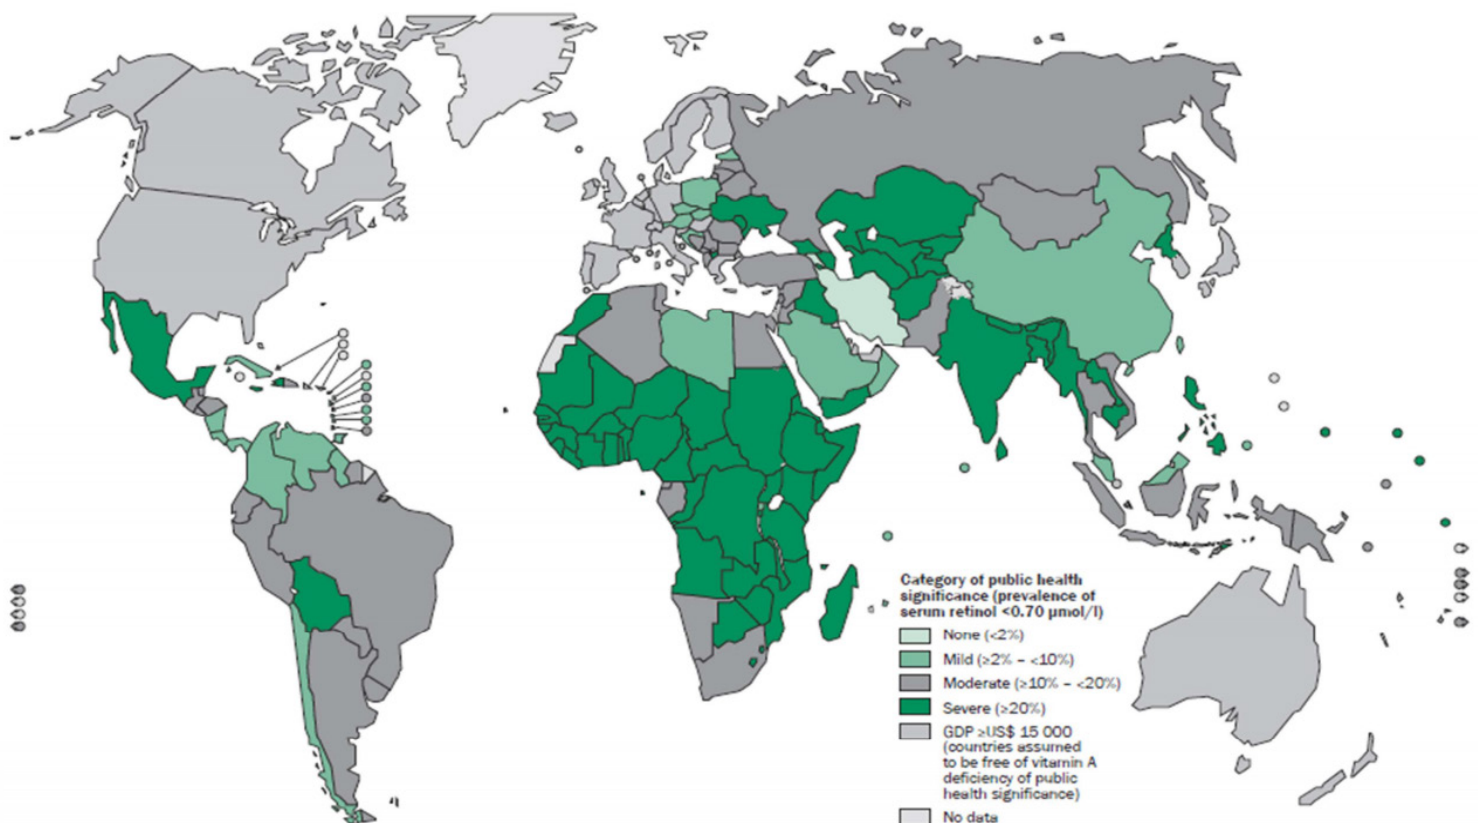 Category of public health
significance (prevalence of
serum retinol <0.70 µmol/l)
None (<2%)
Mild (≥2% – <10%)
Moderate (≥10% – <20%)
Severe (≥20%)
GDP ≥US$ 15 000
(countries assumed
to be free of vitamin A
deficiency of public
health significance)
No data